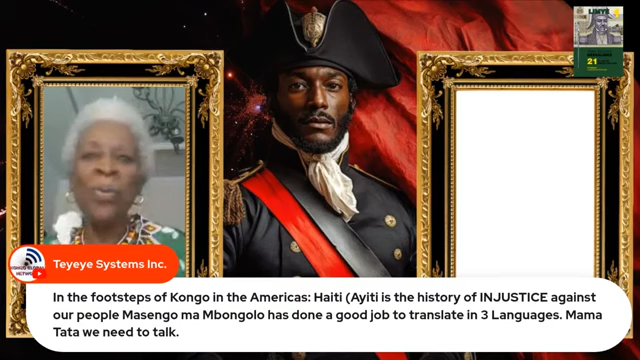 LIMYÈ
21
Teyeye Systems Inc.
In the footsteps of Kongo in the Americas: Haiti (Ayiti is the history of INJUSTICE against
our people Masengo ma Mbongolo has done a good job to translate in 3 Languages. Mama
Tata we need to talk.